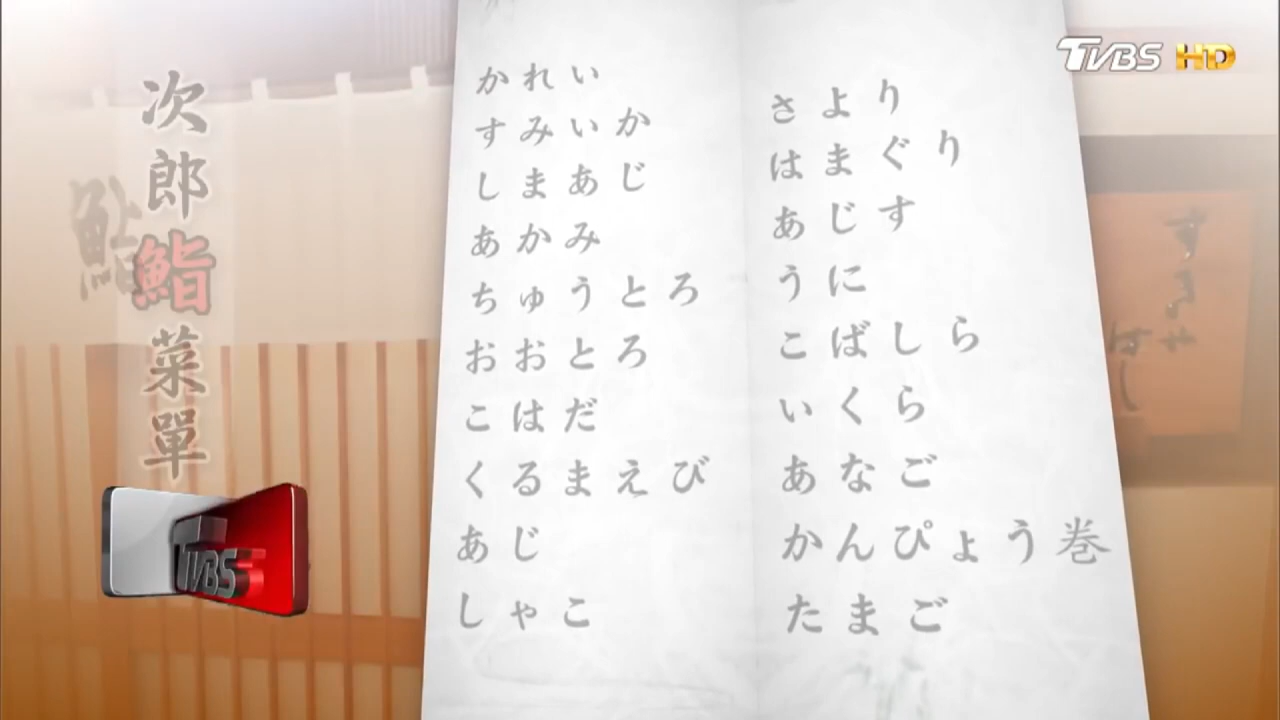 次郎鮨菜單
鮨
かれい
すみいか
しまあじ
あかみ
ちゅうとろ
おおとろ
こはだ
くるまえび
あじ
しゃこ
さより
はまぐり
あじす
うに
こばしら
いくら
あなご
かんぴょう巻
たまご
TVBS HD
TVBS